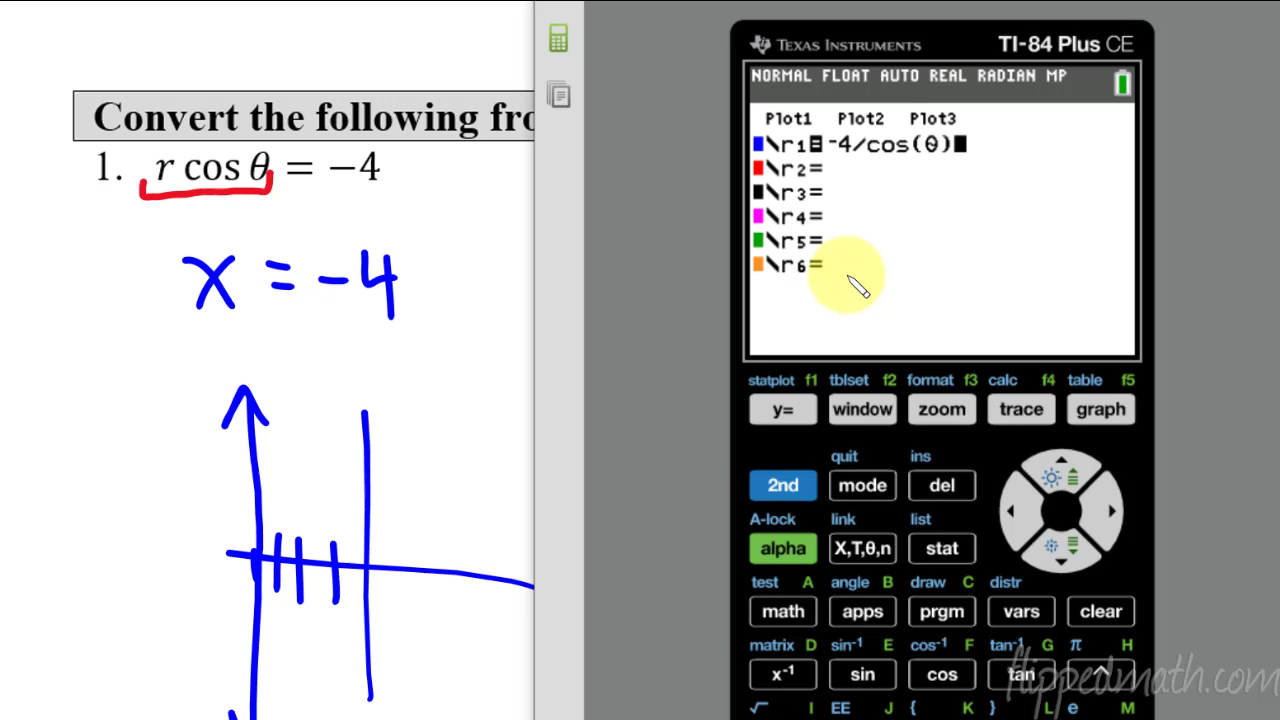 Convert the following fro
1. r cos θ = −4
x = -4
TEXAS INSTRUMENTS TI-84 Plus CE
NORMAL FLOAT AUTO REAL RADIAN MP
Plot1 Plot2 Plot3
\r1=-4/cos(θ)
\r2=
\r3=
\r4=
\r5=
\r6=
statplot f1 tblset f2 format f3 calc f4 table f5
y= window zoom trace graph
quit ins
2nd mode del
A-lock link list
alpha X,T,θ,n stat
test A angle B draw C distr
math apps prgm vars clear
matrix D sin-1 E cos-1 F tan-1 G π H
x-1 sin cos tan ^
√ I EE J { K } L e M
flippedmath.com